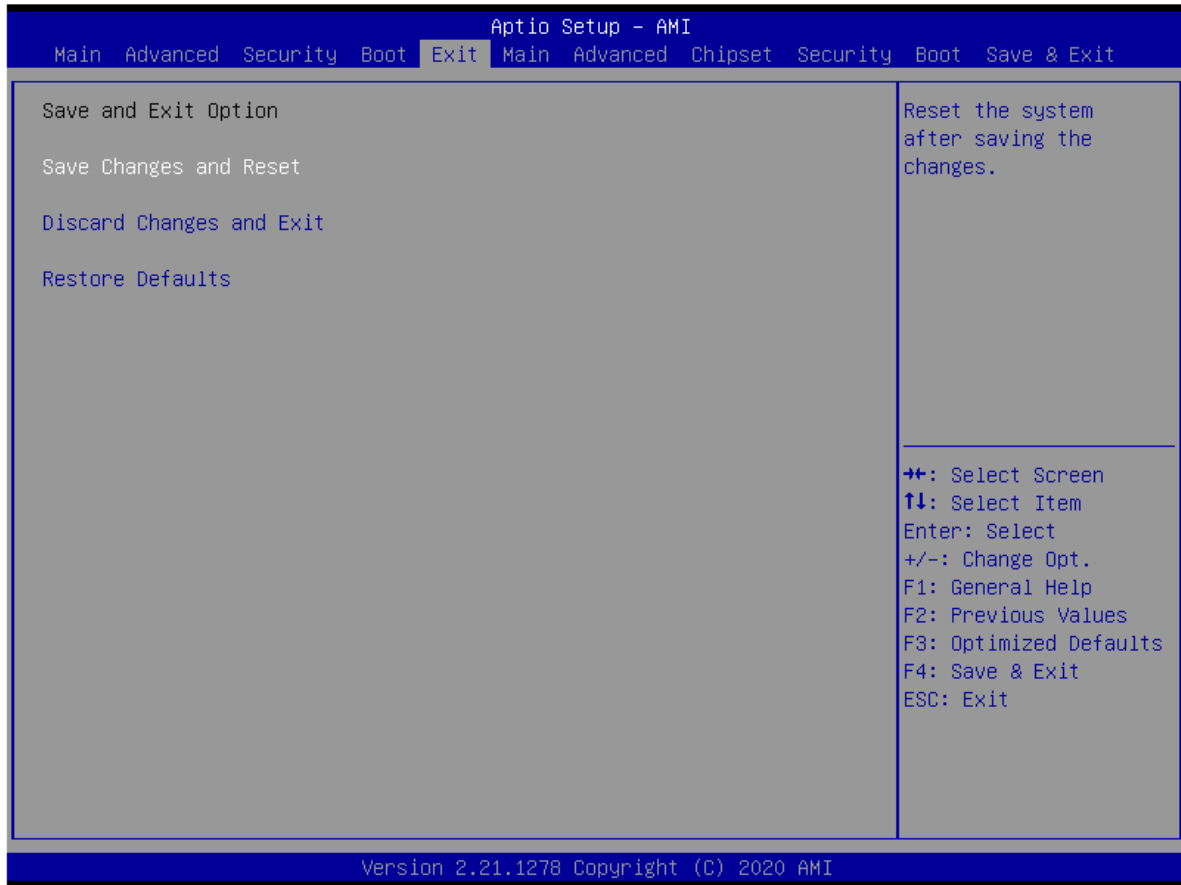 Aptio Setup – AMI
Main Advanced Security Boot Exit Main Advanced Chipset Security Boot Save & Exit
Save and Exit Option
Save Changes and Reset
Discard Changes and Exit
Restore Defaults
Reset the system
after saving the
changes.
→←: Select Screen
↑↓: Select Item
Enter: Select
+/-: Change Opt.
F1: General Help
F2: Previous Values
F3: Optimized Defaults
F4: Save & Exit
ESC: Exit
Version 2.21.1278 Copyright (C) 2020 AMI